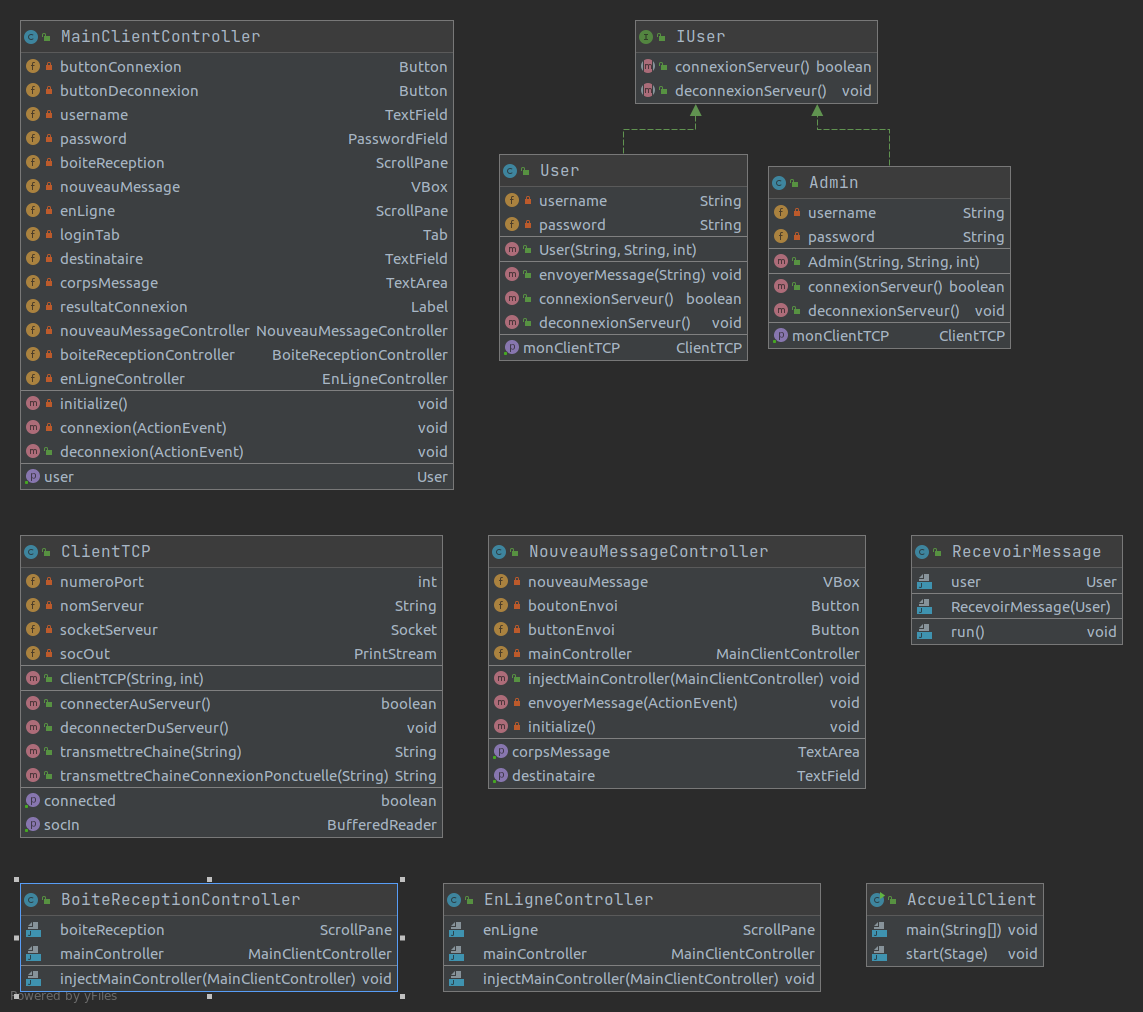 MainClientController
buttonConnexion Button
buttonDeconnexion Button
username TextField
password PasswordField
boiteReception ScrollPane
nouveauMessage VBox
enLigne ScrollPane
loginTab Tab
destinataire TextField
corpsMessage TextArea
resultatConnexion Label
nouveauMessageController NouveauMessageController
boiteReceptionController BoiteReceptionController
enLigneController EnLigneController
initialize() void
connexion(ActionEvent) void
deconnexion(ActionEvent) void
user User
IUser
connexionServeur() boolean
deconnexionServeur() void
User
username String
password String
User(String, String, int)
envoyerMessage(String) void
connexionServeur() boolean
deconnexionServeur() void
monClientTCP ClientTCP
Admin
username String
password String
Admin(String, String, int)
connexionServeur() boolean
deconnexionServeur() void
monClientTCP ClientTCP
ClientTCP
numeroPort int
nomServeur String
socketServeur Socket
socOut PrintStream
ClientTCP(String, int)
connecterAuServeur() boolean
deconnecterDuServeur() void
transmettreChaine(String) String
transmettreChaineConnexionPonctuelle(String) String
connected boolean
socIn BufferedReader
NouveauMessageController
nouveauMessage VBox
boutonEnvoi Button
buttonEnvoi Button
mainController MainClientController
injectMainController(MainClientController) void
envoyerMessage(ActionEvent) void
initialize() void
corpsMessage TextArea
destinataire TextField
RecevoirMessage
user User
RecevoirMessage(User)
run() void
BoiteReceptionController
boiteReception ScrollPane
mainController MainClientController
injectMainController(MainClientController) void
EnLigneController
enLigne ScrollPane
mainController MainClientController
injectMainController(MainClientController) void
AccueilClient
main(String[]) void
start(Stage) void
Powered by yFiles